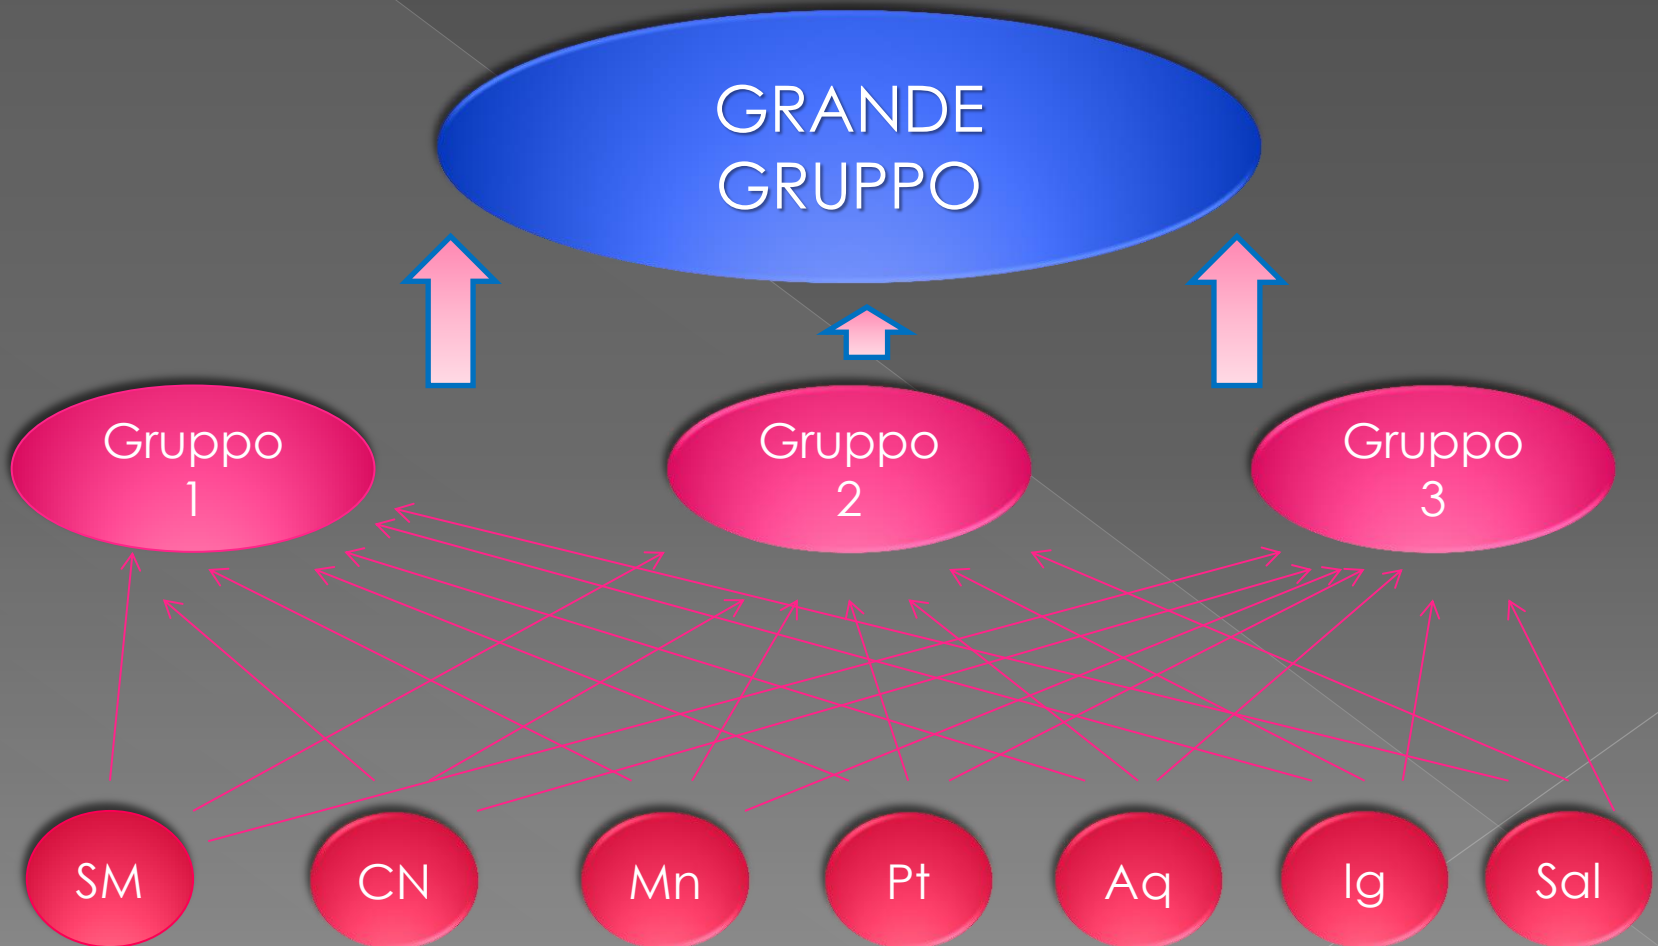 GRANDE
GRUPPO
Gruppo
1
Gruppo
2
Gruppo
3
SM
CN
Mn
Pt
Aq
Ig
Sal